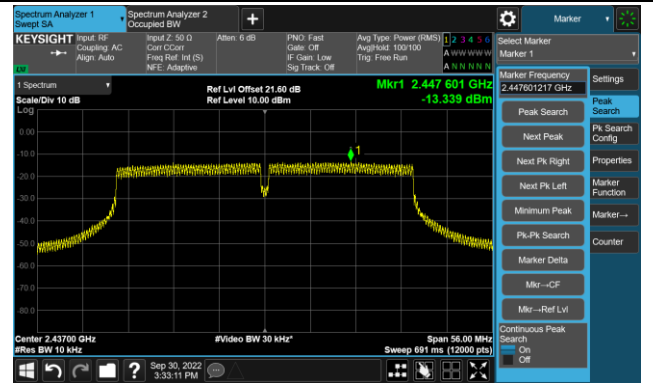 Spectrum Analyzer 1
Swept SA
Spectrum Analyzer 2
Occupied BW
+
Marker
KEYSIGHT
Input: RF
Coupling: AC
Align: Auto
Input Z: 50 Ω
Corr CCorr
Freq Ref: Int (S)
NFE: Adaptive
Atten: 6 dB
PNO: Fast
Gate: Off
IF Gain: Low
Sig Track: Off
Avg Type: Power (RMS)
Avg|Hold: 100/100
Trig: Free Run
1 2 3 4 5 6
A W W W W W
A N N N N N
Select Marker
Marker 1
1 Spectrum
Scale/Div 10 dB
Log
Ref Lvl Offset 21.60 dB
Ref Level 10.00 dBm
Mkr1 2.447 601 GHz
-13.339 dBm
0.00
-10.0
-20.0
-30.0
-40.0
-50.0
-60.0
-70.0
-80.0
1
Center 2.43700 GHz
#Res BW 10 kHz
#Video BW 30 kHz*
Span 56.00 MHz
Sweep 691 ms (12000 pts)
Marker Frequency
2.447601217 GHz
Peak Search
Next Peak
Next Pk Right
Next Pk Left
Minimum Peak
Pk-Pk Search
Marker Delta
Mkr→CF
Mkr→Ref Lvl
Continuous Peak
Search
On
Off
Settings
Peak
Search
Pk Search
Config
Properties
Marker
Function
Marker→
Counter
?
Sep 30, 2022
3:33:11 PM